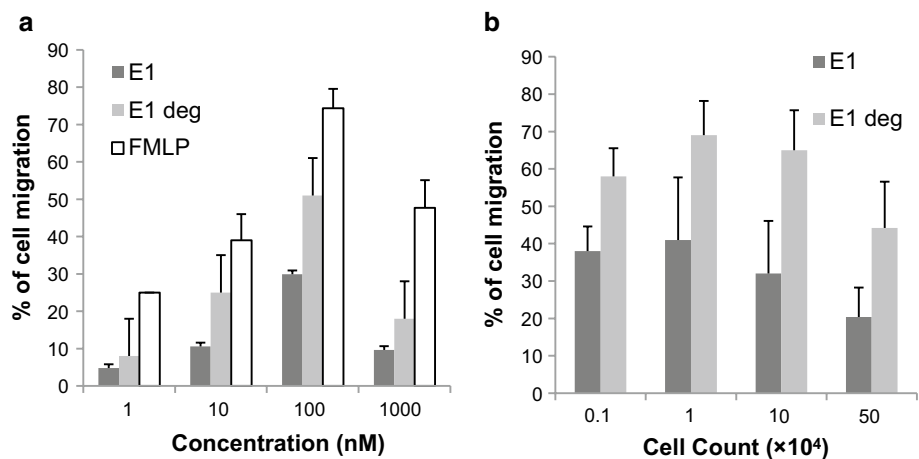 a
% of cell migration
90
80
70
60
50
40
30
20
10
0
E1
E1 deg
FMLP
1 10 100 1000
Concentration (nM)
b
% of cell migration
90
80
70
60
50
40
30
20
10
0
E1
E1 deg
0.1 1 10 50
Cell Count (×10⁴)